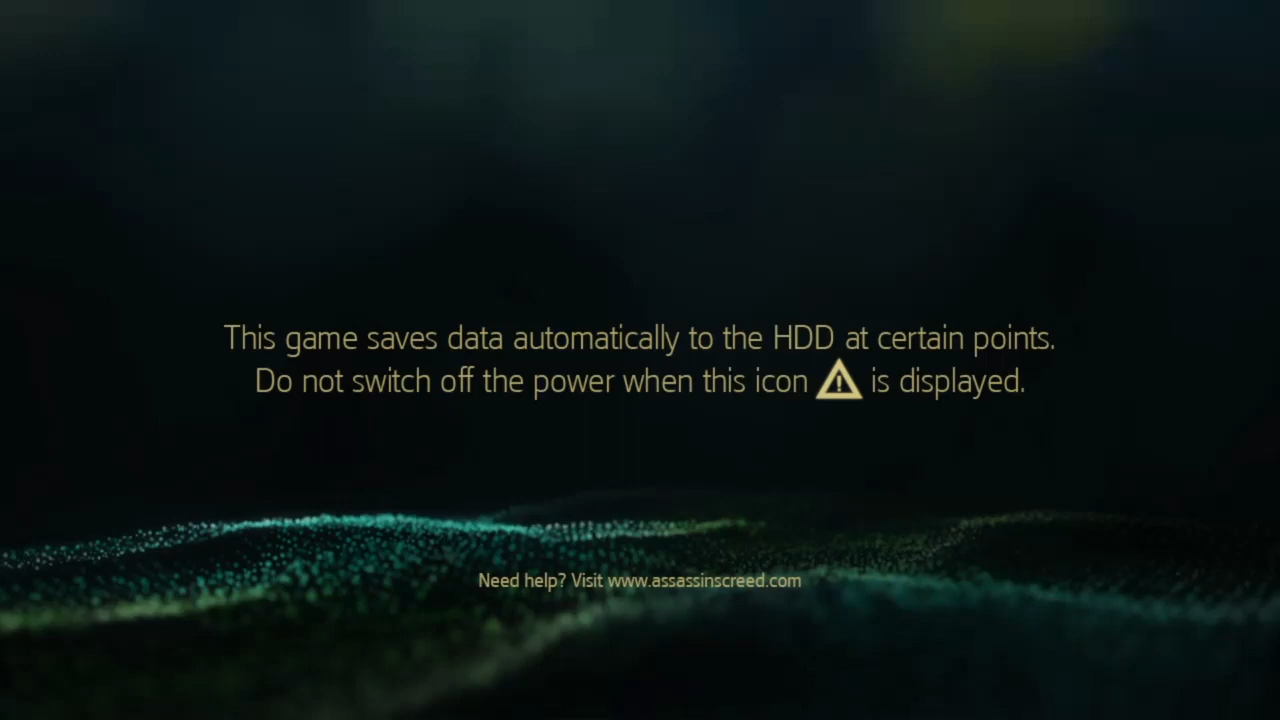 This game saves data automatically to the HDD at certain points.
Do not switch off the power when this icon is displayed.
Need help? Visit www.assassinscreed.com